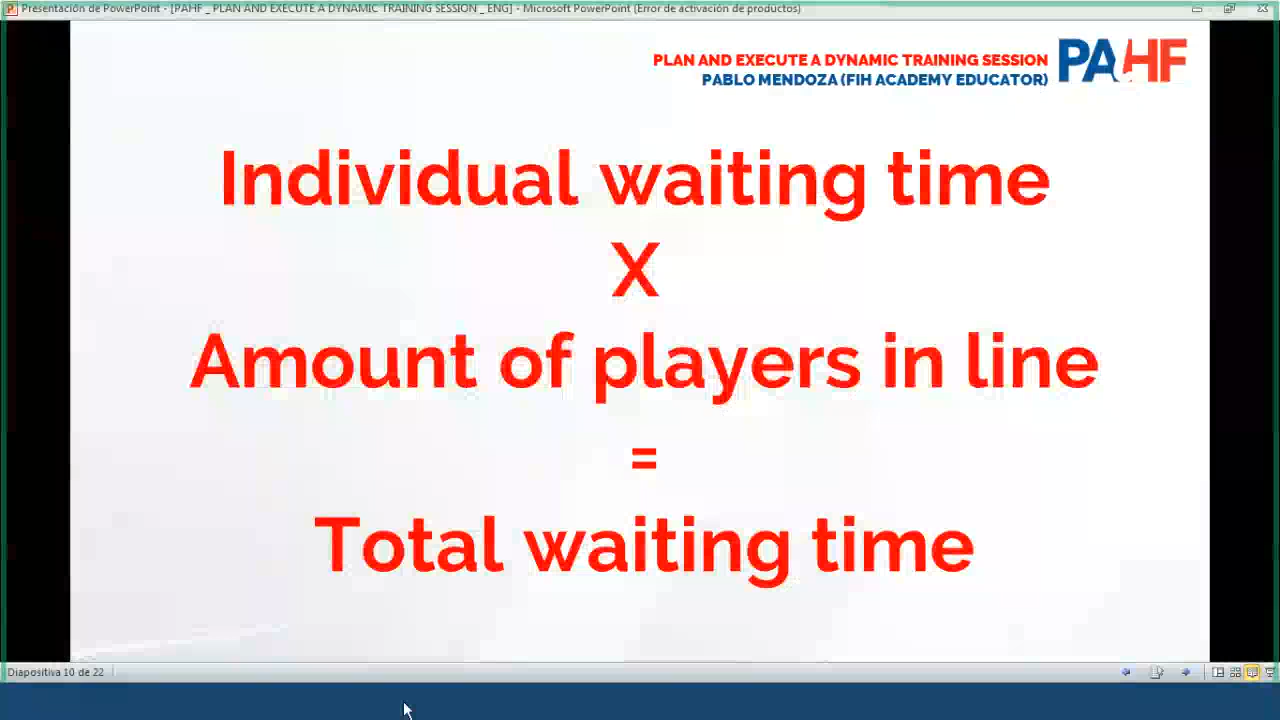 Presentación de PowerPoint - [PAHF _ PLAN AND EXECUTE A DYNAMIC TRAINING SESSION _ ENG] - Microsoft PowerPoint (Error de activación de productos)
PLAN AND EXECUTE A DYNAMIC TRAINING SESSION
PABLO MENDOZA (FIH ACADEMY EDUCATOR)
PAHF
Individual waiting time
X
Amount of players in line
=
Total waiting time
Diapositiva 10 de 22